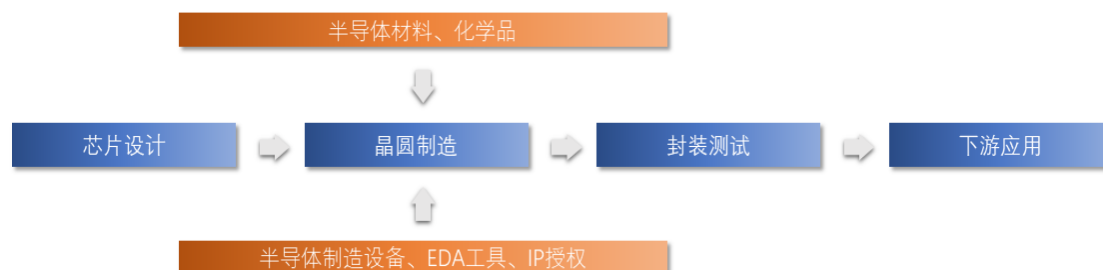 半导体材料、化学品
芯片设计
晶圆制造
封装测试
下游应用
半导体制造设备、EDA工具、IP授权